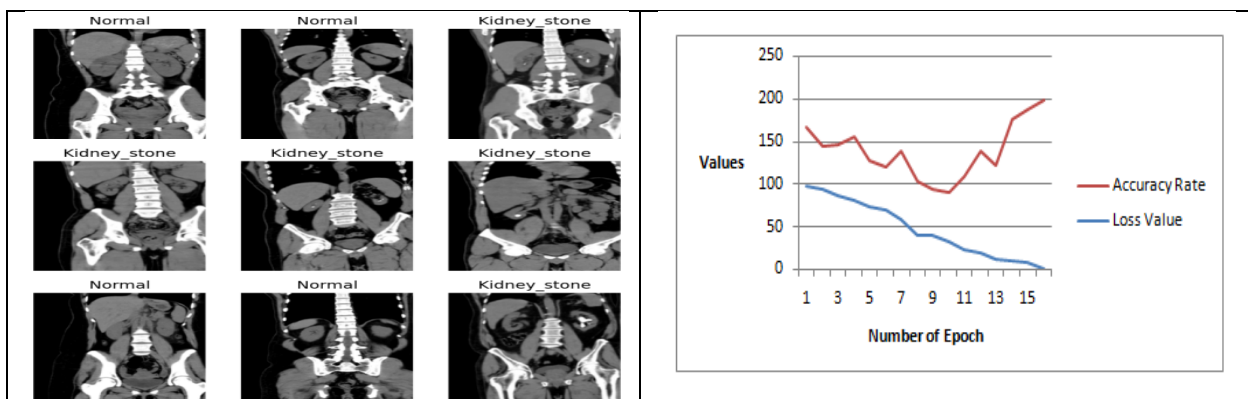 Normal Normal Kidney_stone
Kidney_stone Kidney_stone Kidney_stone
Normal Normal Kidney_stone
250
200
150
100
50
0
Values
1 3 5 7 9 11 13 15
Number of Epoch
Accuracy Rate
Loss Value